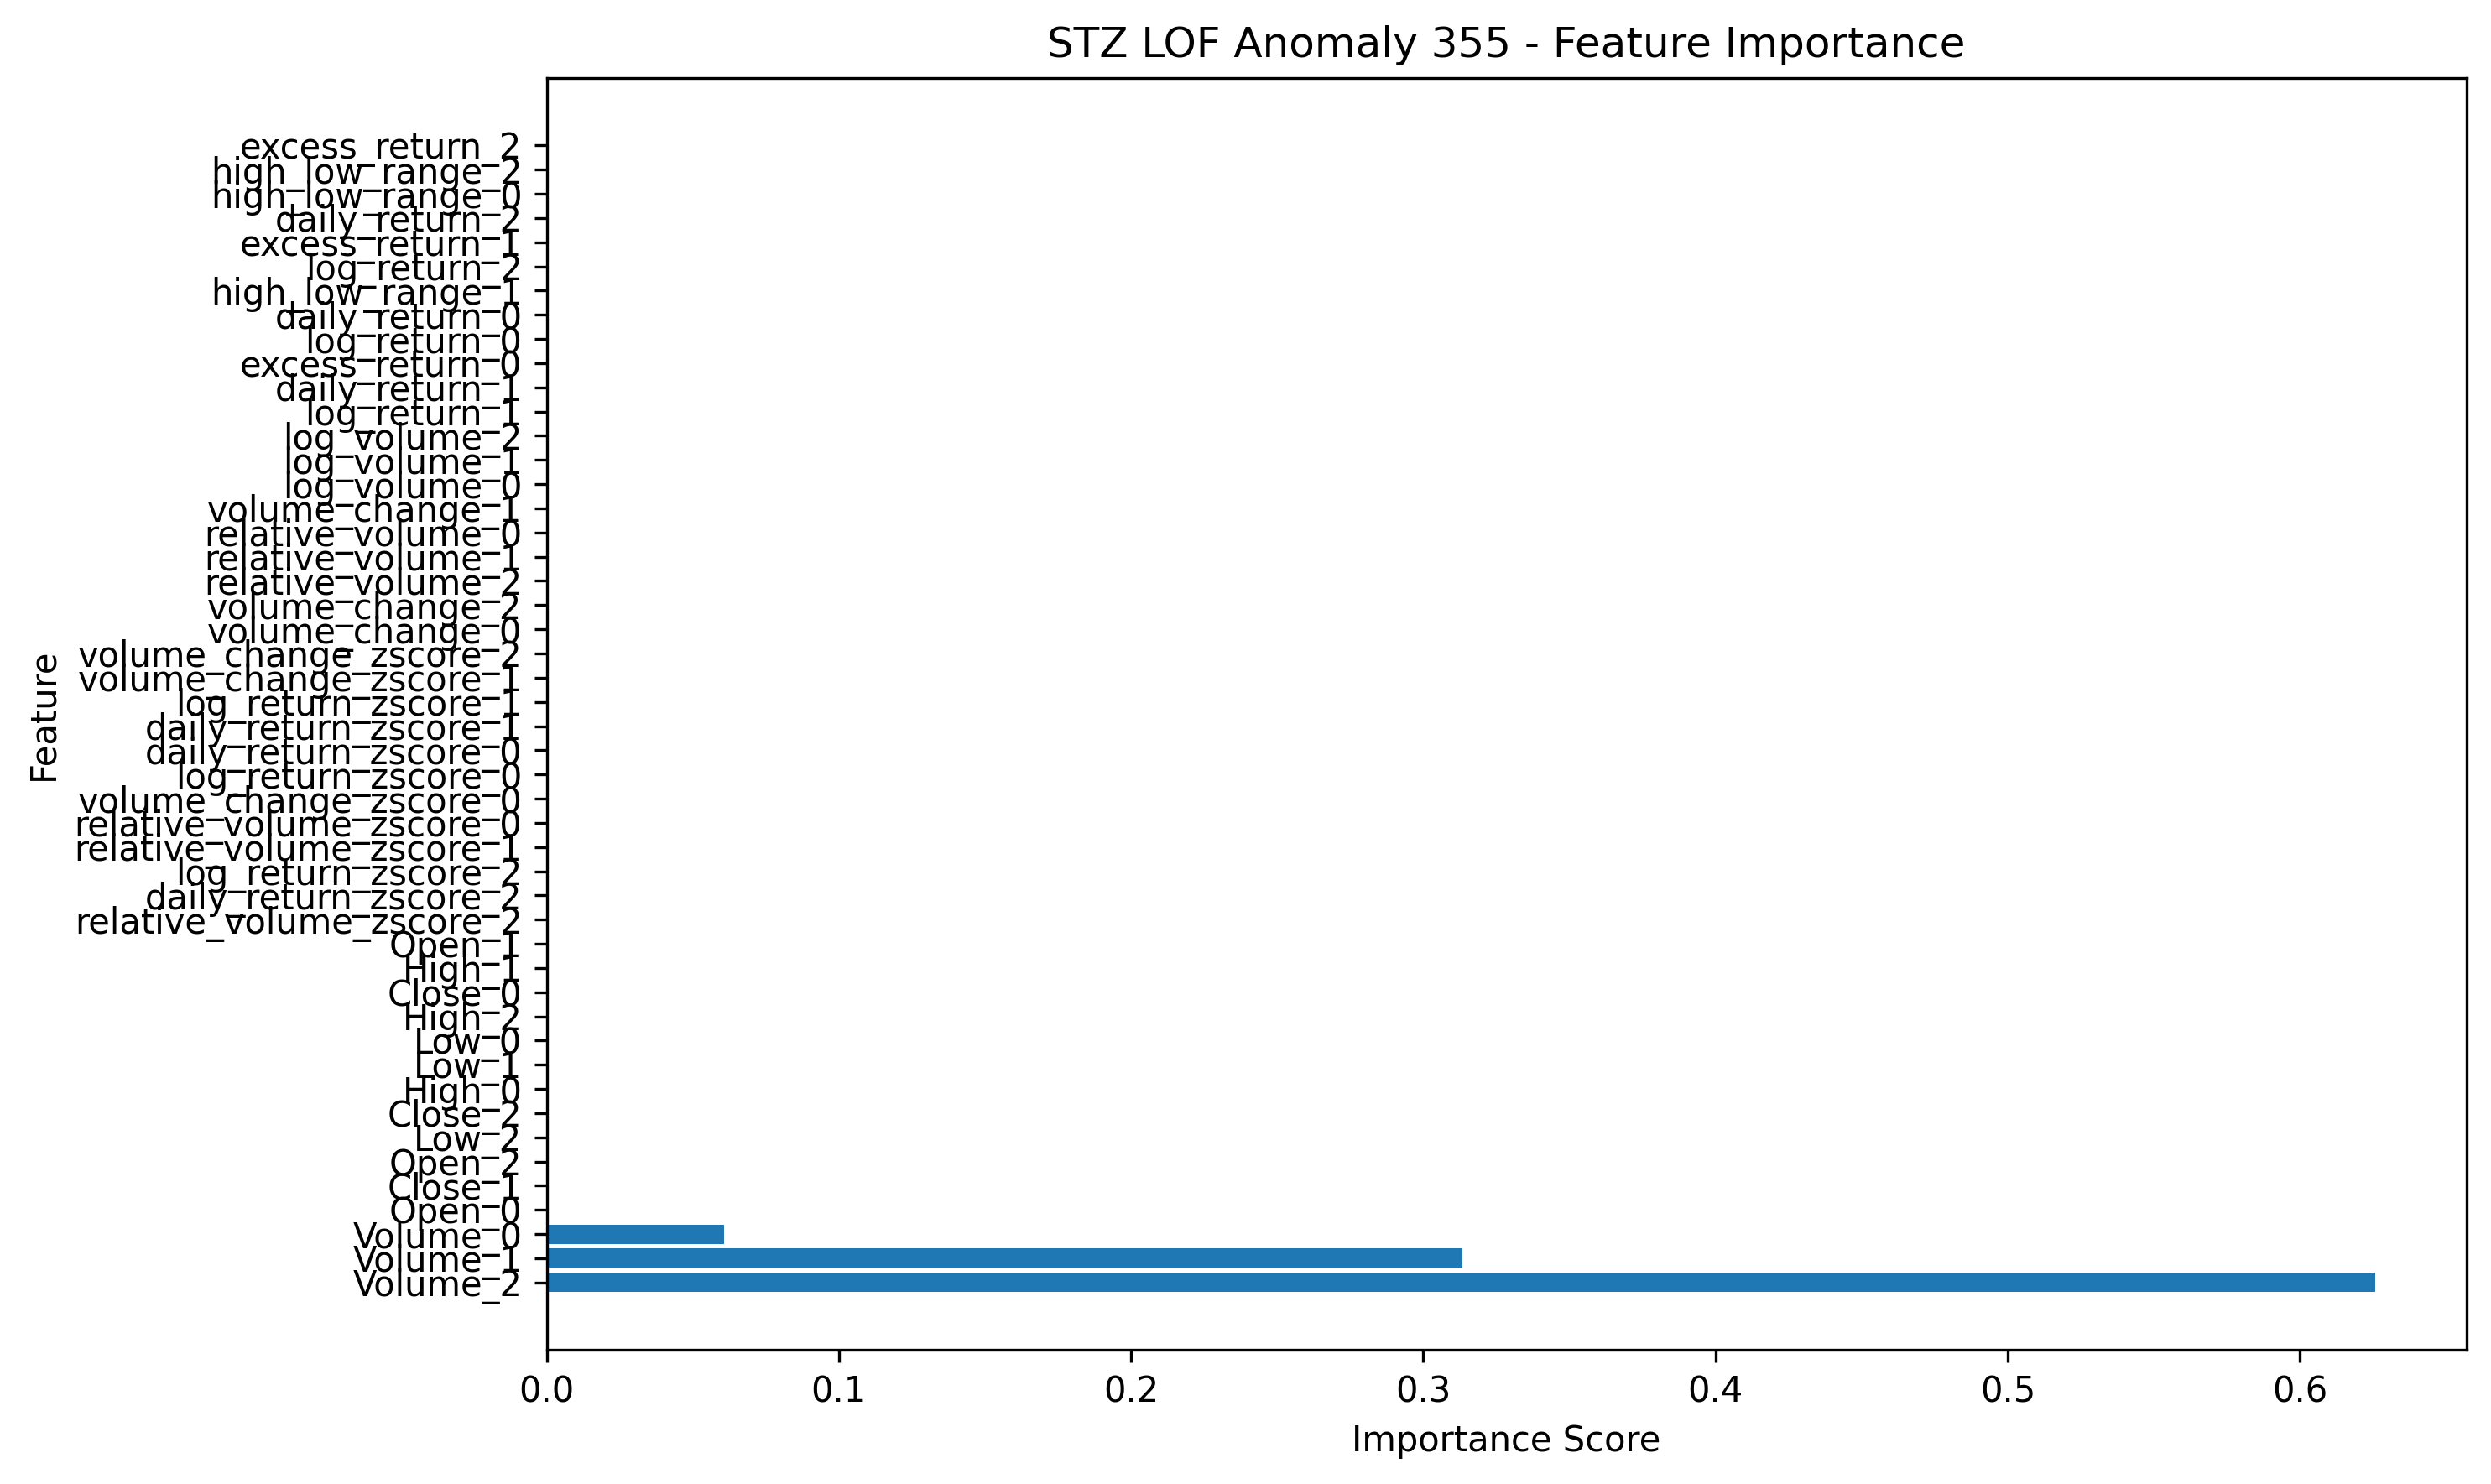 STZ LOF Anomaly 355 - Feature Importance
excess_return_2
high_low_range_2
high_low_range_0
daily_return_2
excess_return_1
log_return_2
high_low_range_1
daily_return_0
log_return_0
excess_return_0
daily_return_1
log_return_1
log_volume_2
log_volume_1
log_volume_0
volume_change_1
relative_volume_0
relative_volume_1
relative_volume_2
volume_change_2
volume_change_0
volume_change_zscore_2
volume_change_zscore_1
log_return_zscore_1
daily_return_zscore_1
daily_return_zscore_0
log_return_zscore_0
volume_change_zscore_0
relative_volume_zscore_0
relative_volume_zscore_1
log_return_zscore_2
daily_return_zscore_2
relative_volume_zscore_2
Open_1
High_1
Close_0
High_2
Low_0
Low_1
High_0
Close_2
Low_2
Open_2
Close_1
Open_0
Volume_0
Volume_1
Volume_2
Feature
0.0 0.1 0.2 0.3 0.4 0.5 0.6
Importance Score